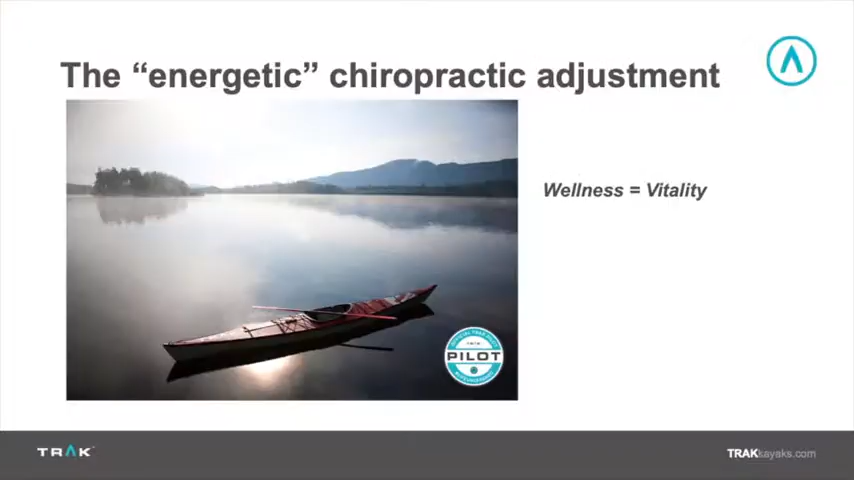 The “energetic” chiropractic adjustment
Wellness = Vitality
PILOT
TRAK
TRAKkayaks.com